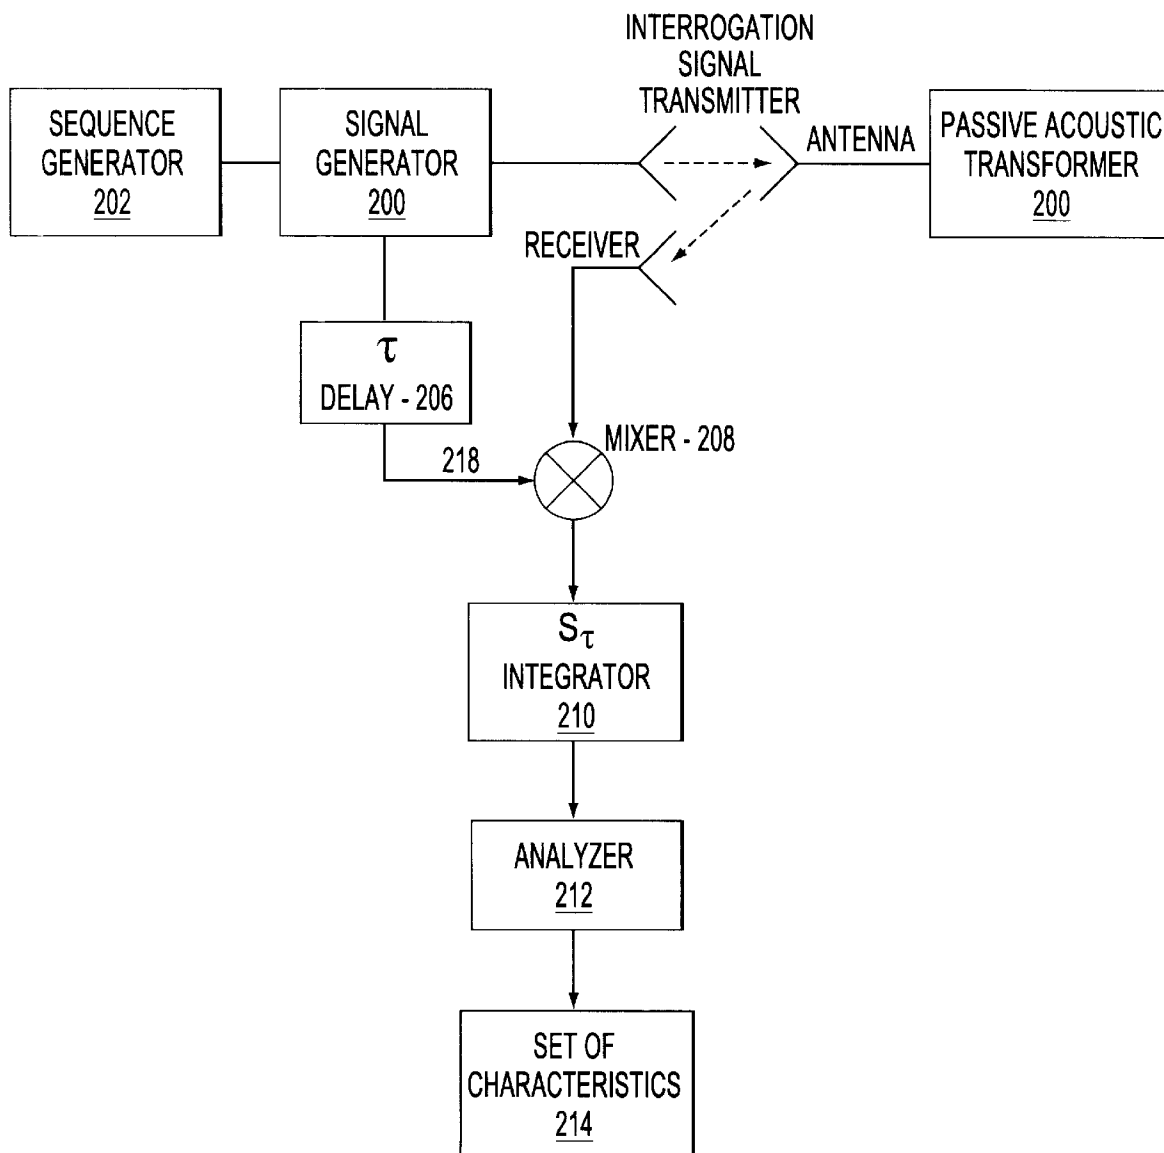 INTERROGATION
SIGNAL
TRANSMITTER
SEQUENCE
GENERATOR
202
SIGNAL
GENERATOR
200
ANTENNA
PASSIVE ACOUSTIC
TRANSFORMER
200
RECEIVER
τ
DELAY - 206
218
MIXER - 208
Sτ
INTEGRATOR
210
ANALYZER
212
SET OF
CHARACTERISTICS
214